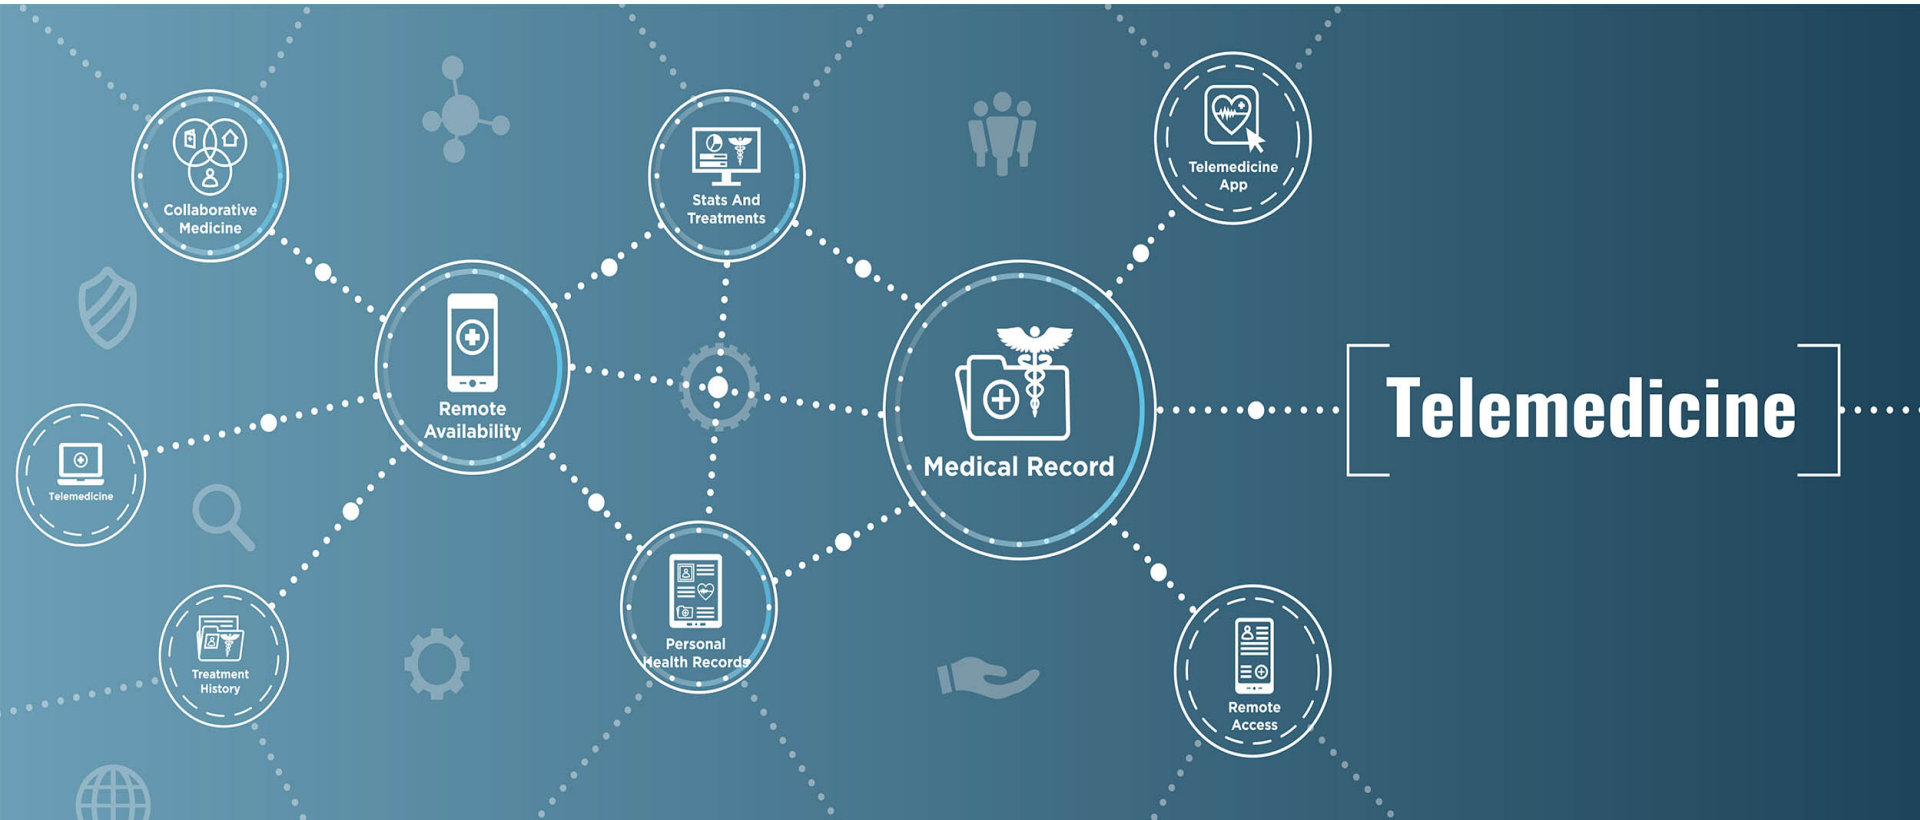 Telemedicine
App
Collaborative
Medicine
Stats And
Treatments
Remote
Availability
Telemedicine
Medical Record
Telemedicine
Personal
Health Records
Treatment
History
Remote
Access